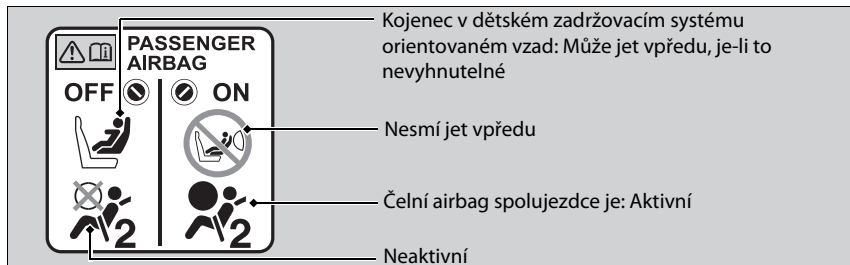 PASSENGER
AIRBAG
OFF
ON
2
2
Kojenec v dětském zadržovacím systému
orientovaném vzad: Může jet vpředu, je-li to
nevyhnutelné
Nesmí jet vpředu
Čelní airbag spolujezdce je: Aktivní
Neaktivní